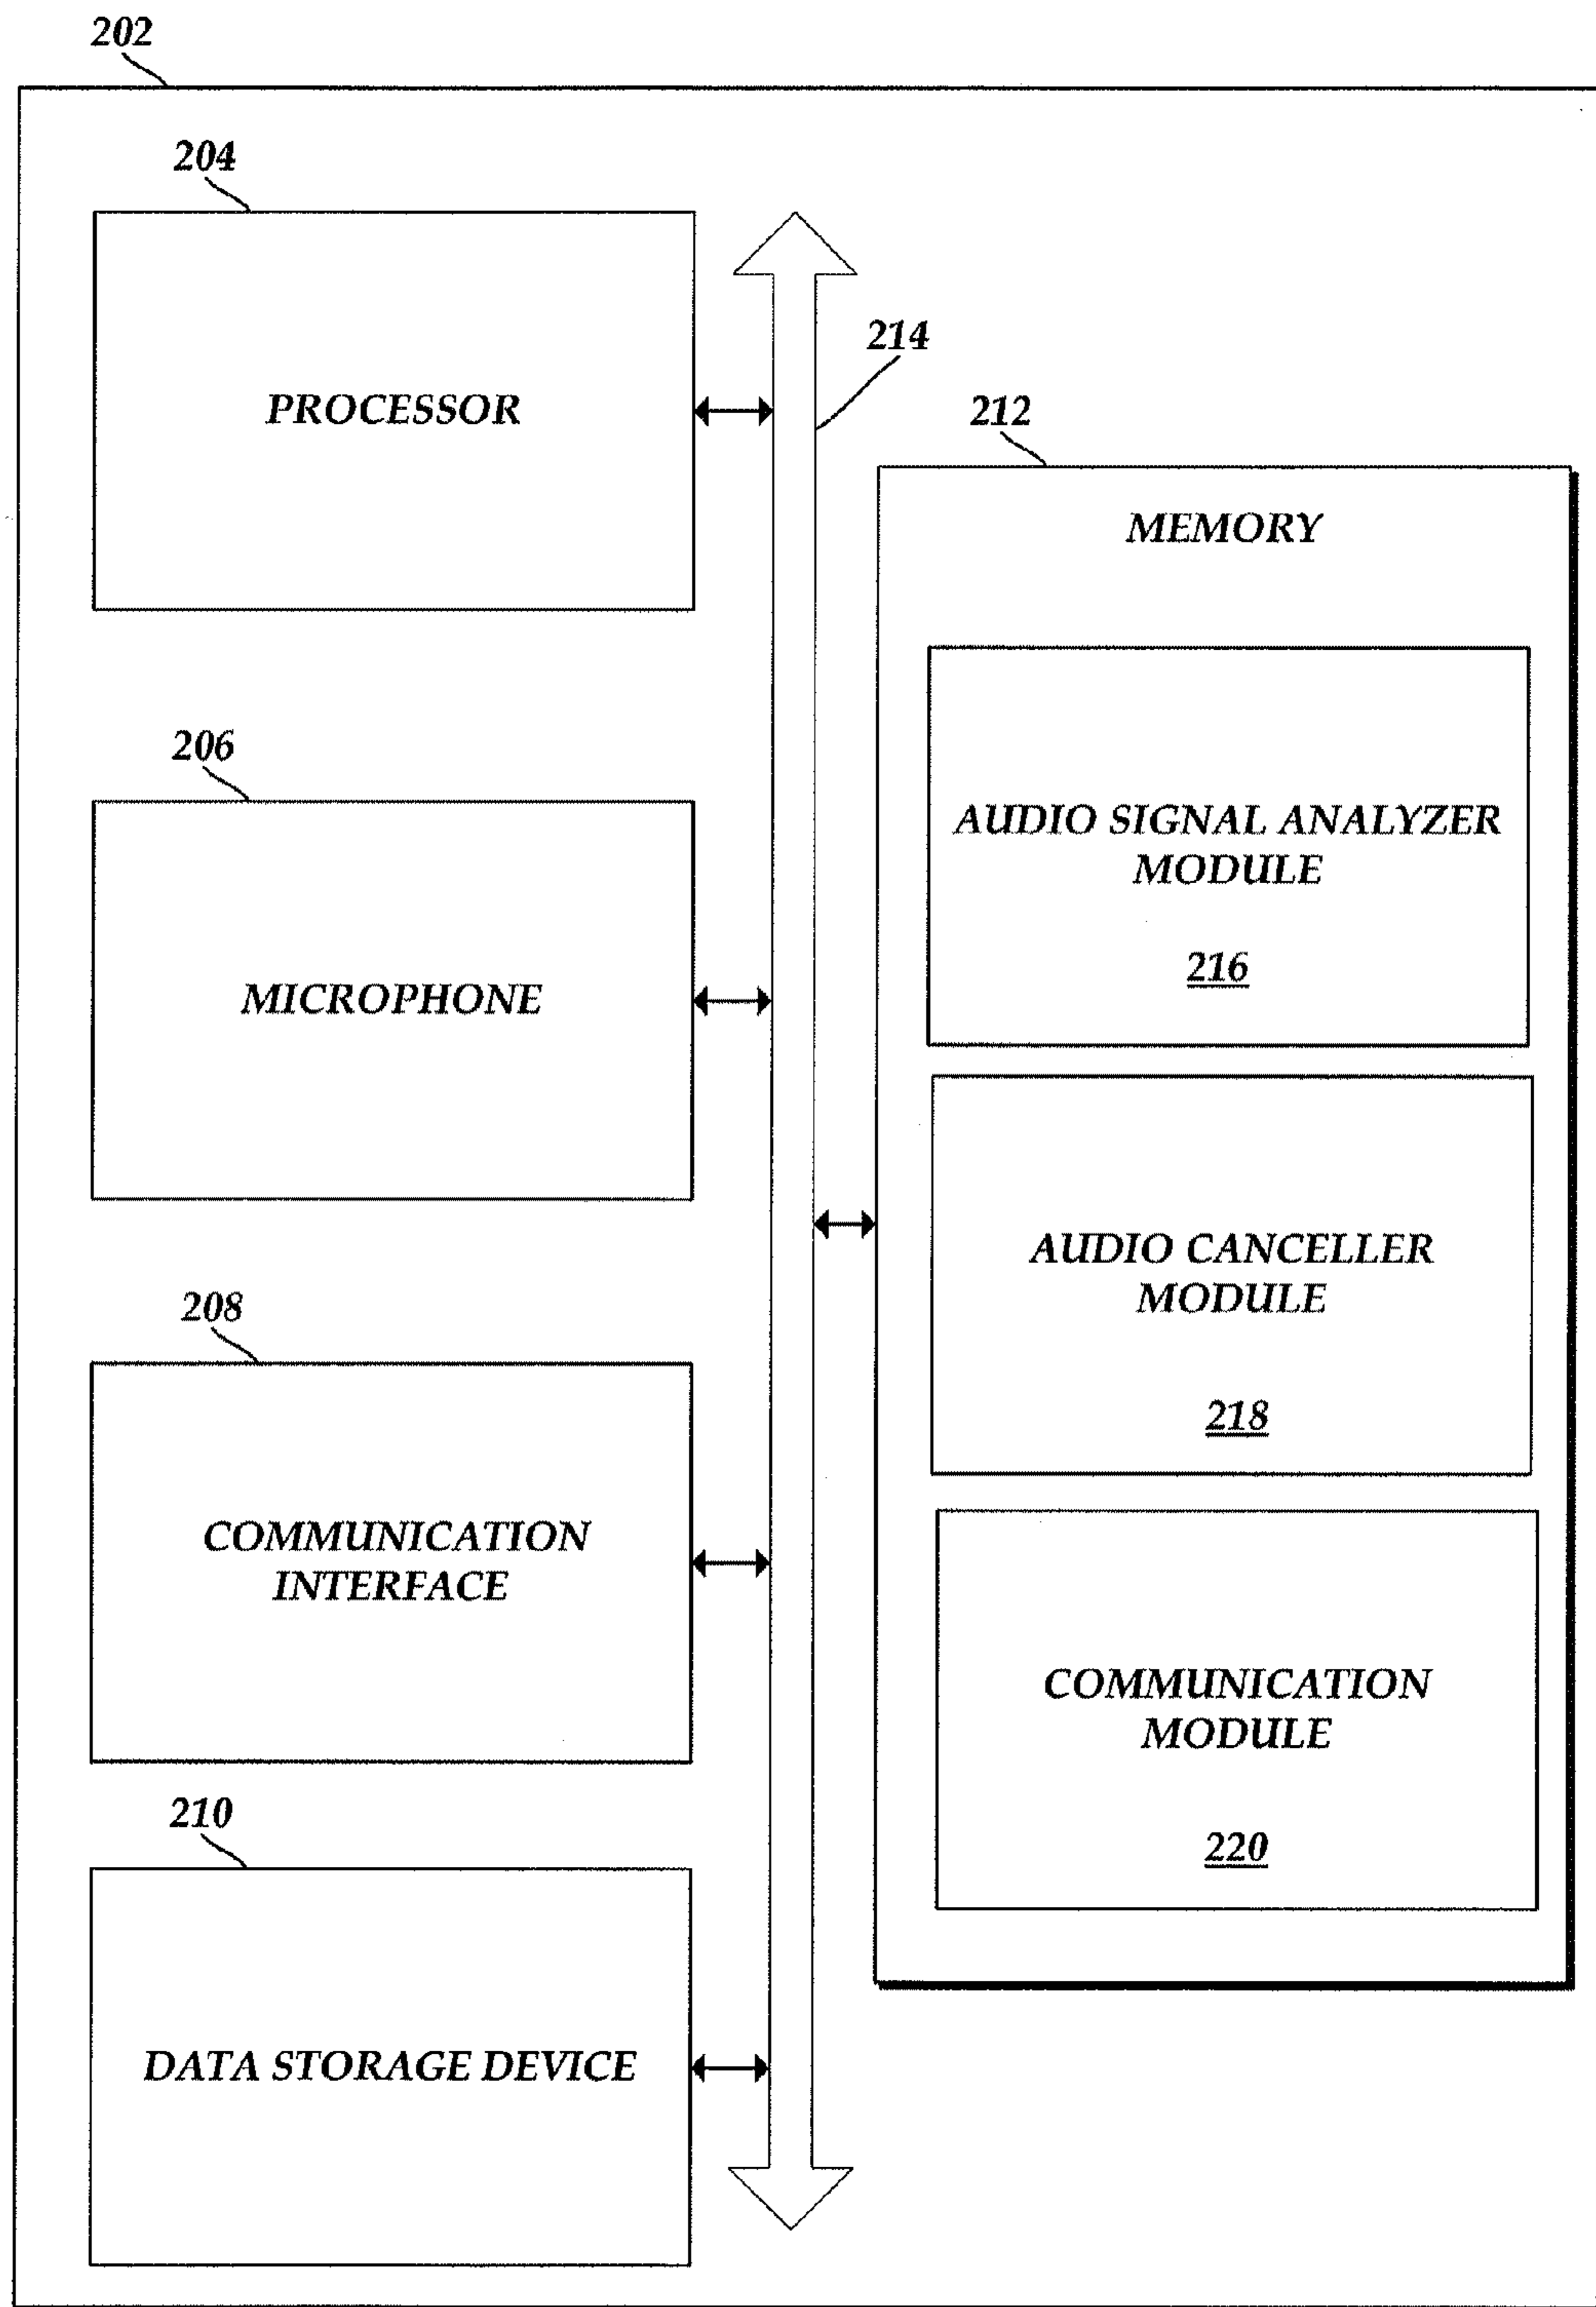 202
204
PROCESSOR
214
212
MEMORY
206
MICROPHONE
AUDIO SIGNAL ANALYZER
MODULE
216
208
COMMUNICATION
INTERFACE
AUDIO CANCELLER
MODULE
218
210
DATA STORAGE DEVICE
COMMUNICATION
MODULE
220